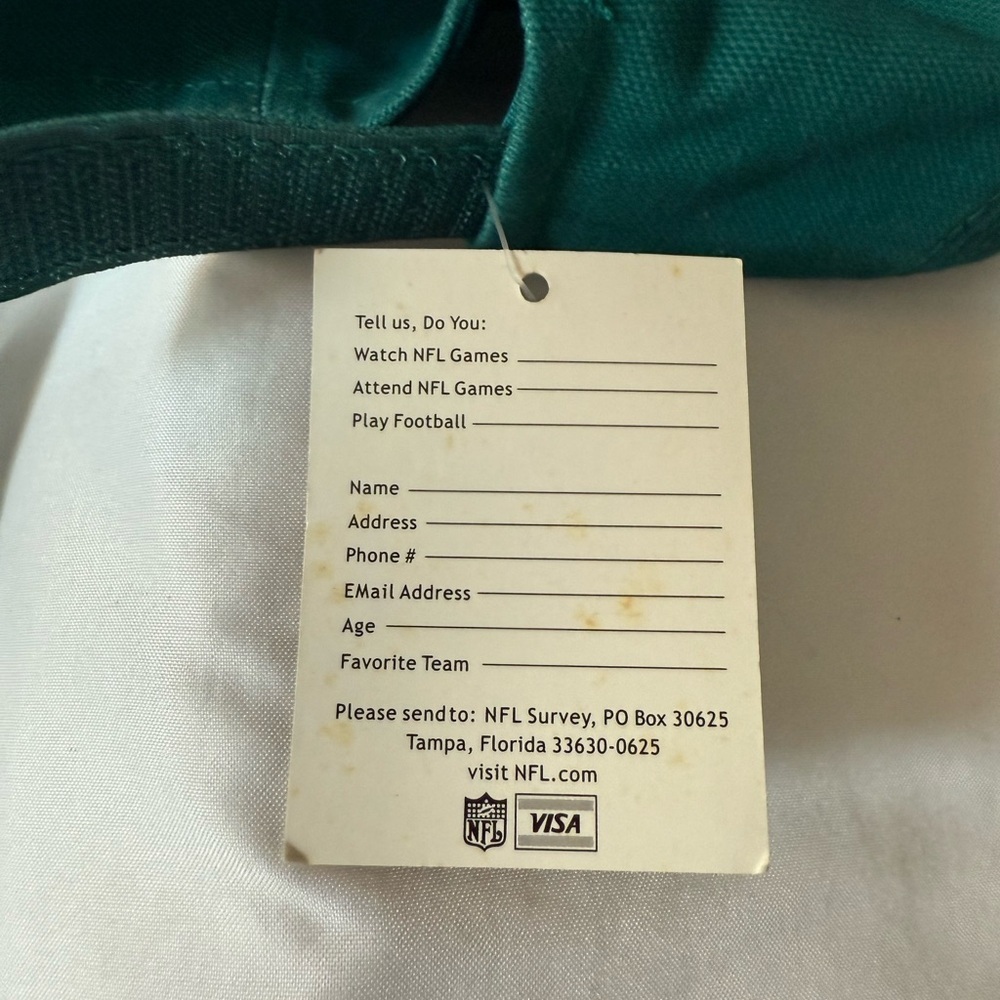 Tell us, Do You:
Watch NFL Games
Attend NFL Games
Play Football
Name
Address
Phone #
EMail Address
Age
Favorite Team
Please send to: NFL Survey, PO Box 30625
Tampa, Florida 33630-0625
visit NFL.com
NFL VISA